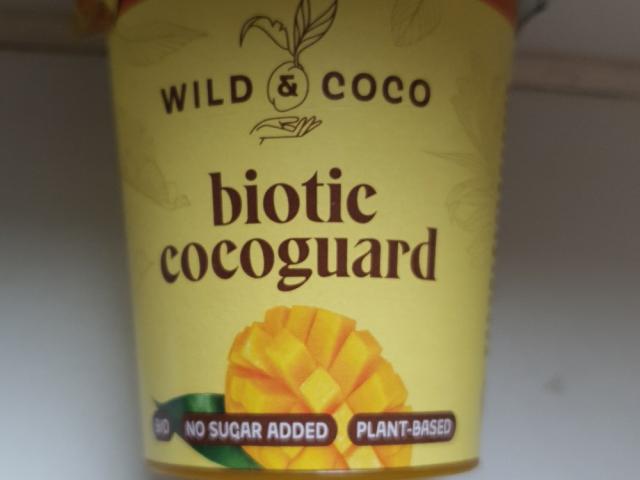 WILD & COCO
biotic
cocoguard
BIO NO SUGAR ADDED PLANT-BASED